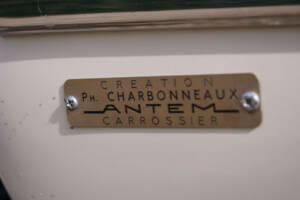 CREATION
PH. CHARBONNEAUX
ANTEM
CARROSSIER